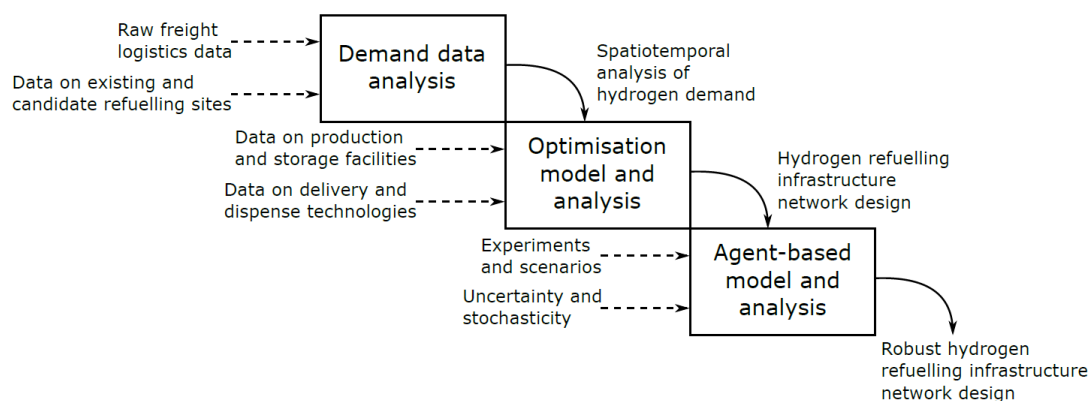 Raw freight
logistics data
Data on existing and
candidate refuelling sites
Demand data
analysis
Spatiotemporal
analysis of
hydrogen demand
Data on production
and storage facilities
Data on delivery and
dispense technologies
Optimisation
model and
analysis
Hydrogen refuelling
infrastructure
network design
Experiments
and scenarios
Uncertainty and
stochasticity
Agent-based
model and
analysis
Robust hydrogen
refuelling infrastructure
network design